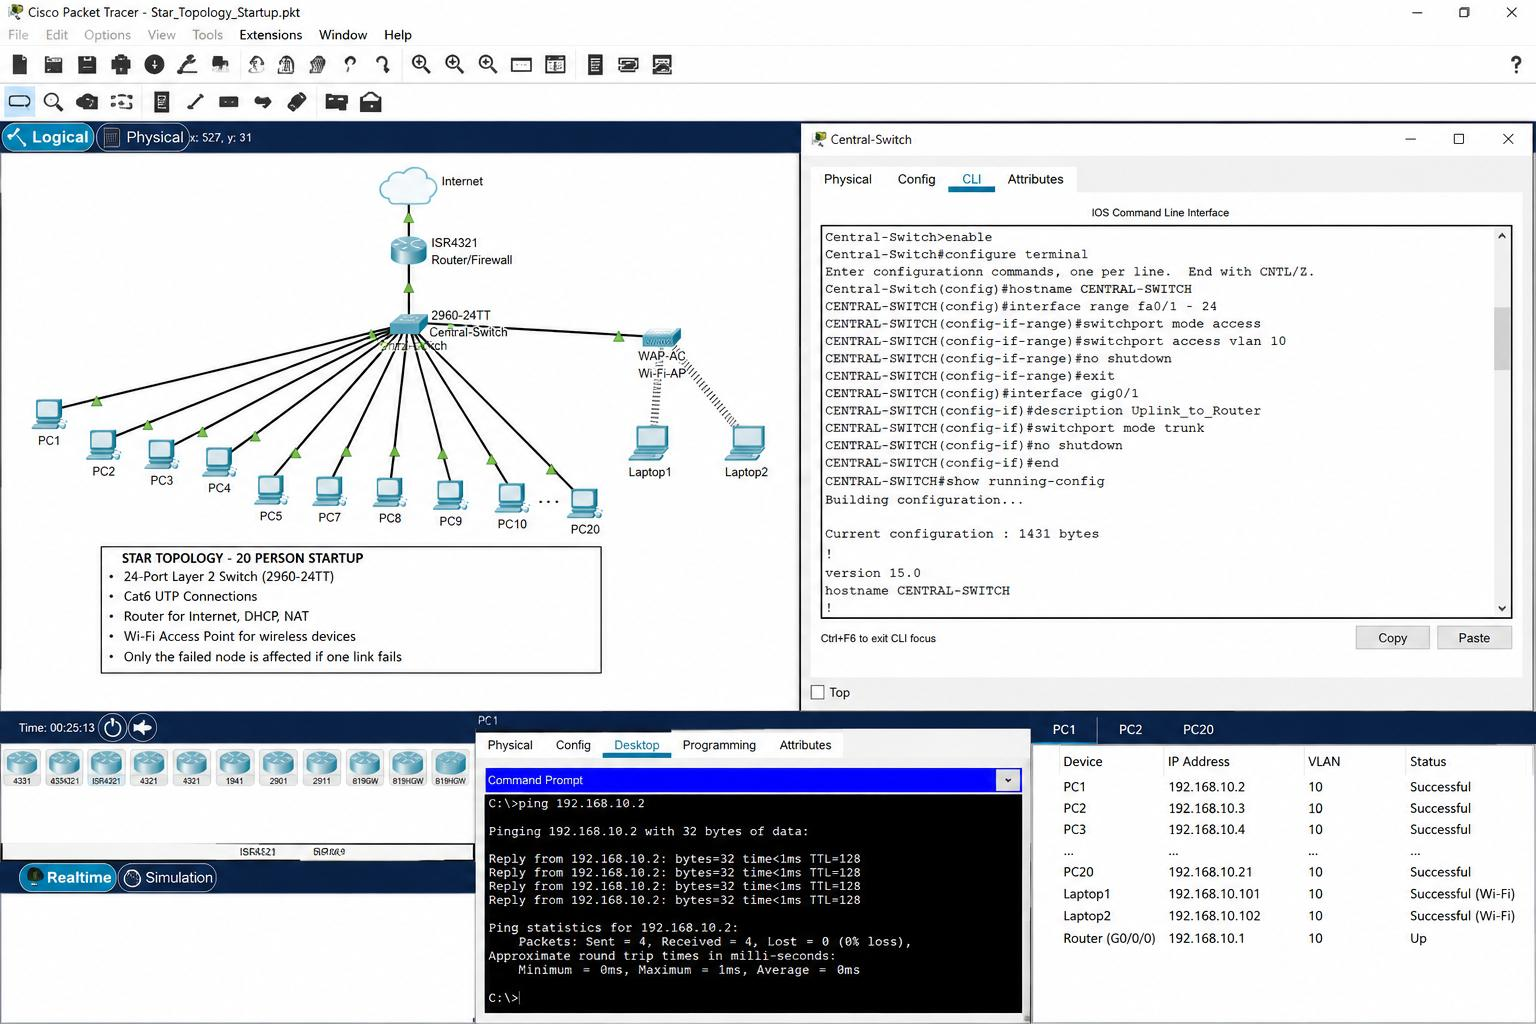 Cisco Packet Tracer - Star_Topology_Startup.pkt
File Edit Options View Tools Extensions Window Help
?
Logical Physical x: 527, y: 31
Internet
ISR4321
Router/Firewall
2960-24TT
Central-Switch
WAP-AC
Wi-Fi-AP
PC1
PC2
PC3
PC4
PC5
PC7
PC8
PC9
PC10
...
PC20
Laptop1
Laptop2
STAR TOPOLOGY - 20 PERSON STARTUP
• 24-Port Layer 2 Switch (2960-24TT)
• Cat6 UTP Connections
• Router for Internet, DHCP, NAT
• Wi-Fi Access Point for wireless devices
• Only the failed node is affected if one link fails
Central-Switch
Physical Config CLI Attributes
IOS Command Line Interface
Central-Switch>enable
Central-Switch#configure terminal
Enter configurationn commands, one per line. End with CNTL/Z.
Central-Switch(config)#hostname CENTRAL-SWITCH
CENTRAL-SWITCH(config)#interface range fa0/1 - 24
CENTRAL-SWITCH(config-if-range)#switchport mode access
CENTRAL-SWITCH(config-if-range)#switchport access vlan 10
CENTRAL-SWITCH(config-if-range)#no shutdown
CENTRAL-SWITCH(config-if-range)#exit
CENTRAL-SWITCH(config)#interface gig0/1
CENTRAL-SWITCH(config-if)#description Uplink_to_Router
CENTRAL-SWITCH(config-if)#switchport mode trunk
CENTRAL-SWITCH(config-if)#no shutdown
CENTRAL-SWITCH(config-if)#end
CENTRAL-SWITCH#show running-config
Building configuration...
Current configuration : 1431 bytes
!
version 15.0
hostname CENTRAL-SWITCH
!
Ctrl+F6 to exit CLI focus
Copy Paste
Top
Time: 00:25:13
4331 ISR4221 4321 4321 1941 2901 2911 819GW 819HGW 819HGW
Realtime Simulation
PC1
Physical Config Desktop Programming Attributes
Command Prompt
C:\>ping 192.168.10.2
Pinging 192.168.10.2 with 32 bytes of data:
Reply from 192.168.10.2: bytes=32 time<1ms TTL=128
Reply from 192.168.10.2: bytes=32 time<1ms TTL=128
Reply from 192.168.10.2: bytes=32 time<1ms TTL=128
Reply from 192.168.10.2: bytes=32 time<1ms TTL=128
Ping statistics for 192.168.10.2:
Packets: Sent = 4, Received = 4, Lost = 0 (0% loss),
Approximate round trip times in milli-seconds:
Minimum = 0ms, Maximum = 1ms, Average = 0ms
C:\>
PC1 PC2 PC20
Device IP Address VLAN Status
PC1 192.168.10.2 10 Successful
PC2 192.168.10.3 10 Successful
PC3 192.168.10.4 10 Successful
... ... ... ...
PC20 192.168.10.21 10 Successful
Laptop1 192.168.10.101 10 Successful (Wi-Fi)
Laptop2 192.168.10.102 10 Successful (Wi-Fi)
Router (G0/0/0) 192.168.10.1 10 Up